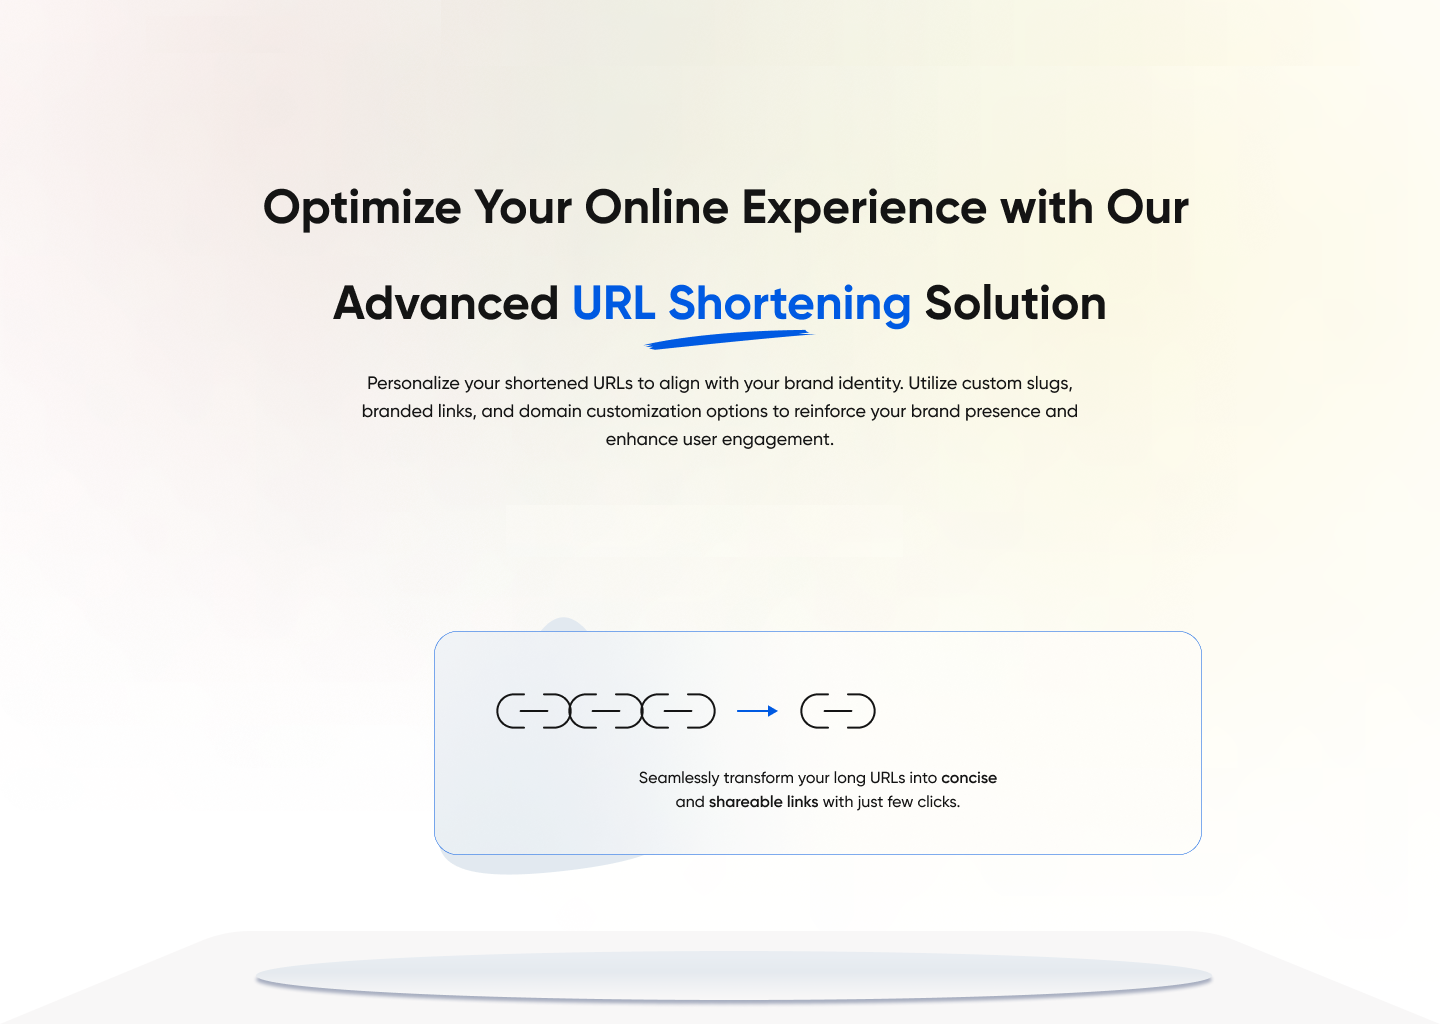 Optimize Your Online Experience with Our
Advanced URL Shortening Solution
Personalize your shortened URLs to align with your brand identity. Utilize custom slugs,
branded links, and domain customization options to reinforce your brand presence and
enhance user engagement.
Seamlessly transform your long URLs into concise
and shareable links with just few clicks.